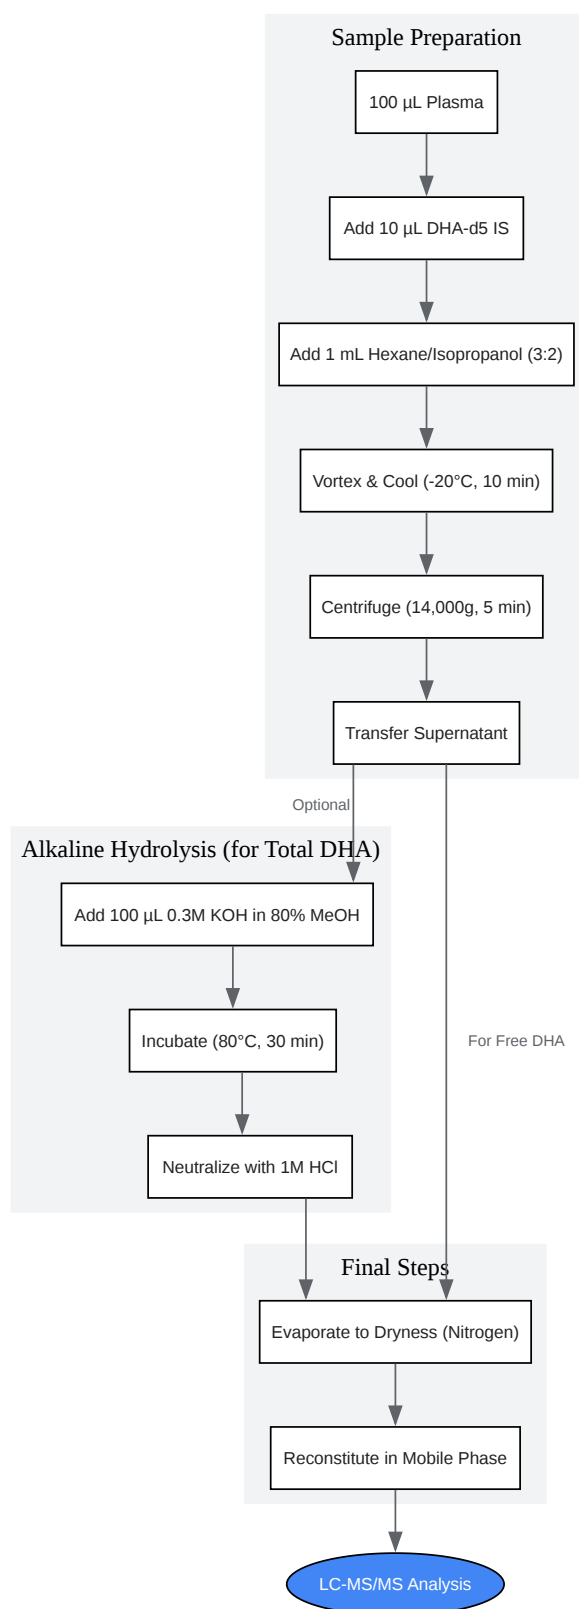 Sample Preparation
100 µL Plasma
Add 10 µL DHA-d5 IS
Add 1 mL Hexane/Isopropanol (3:2)
Vortex & Cool (-20°C, 10 min)
Centrifuge (14,000g, 5 min)
Transfer Supernatant
Optional
Alkaline Hydrolysis (for Total DHA)
Add 100 µL 0.3M KOH in 80% MeOH
Incubate (80°C, 30 min)
For Free DHA
Neutralize with 1M HCl
Final Steps
Evaporate to Dryness (Nitrogen)
Reconstitute in Mobile Phase
LC-MS/MS Analysis